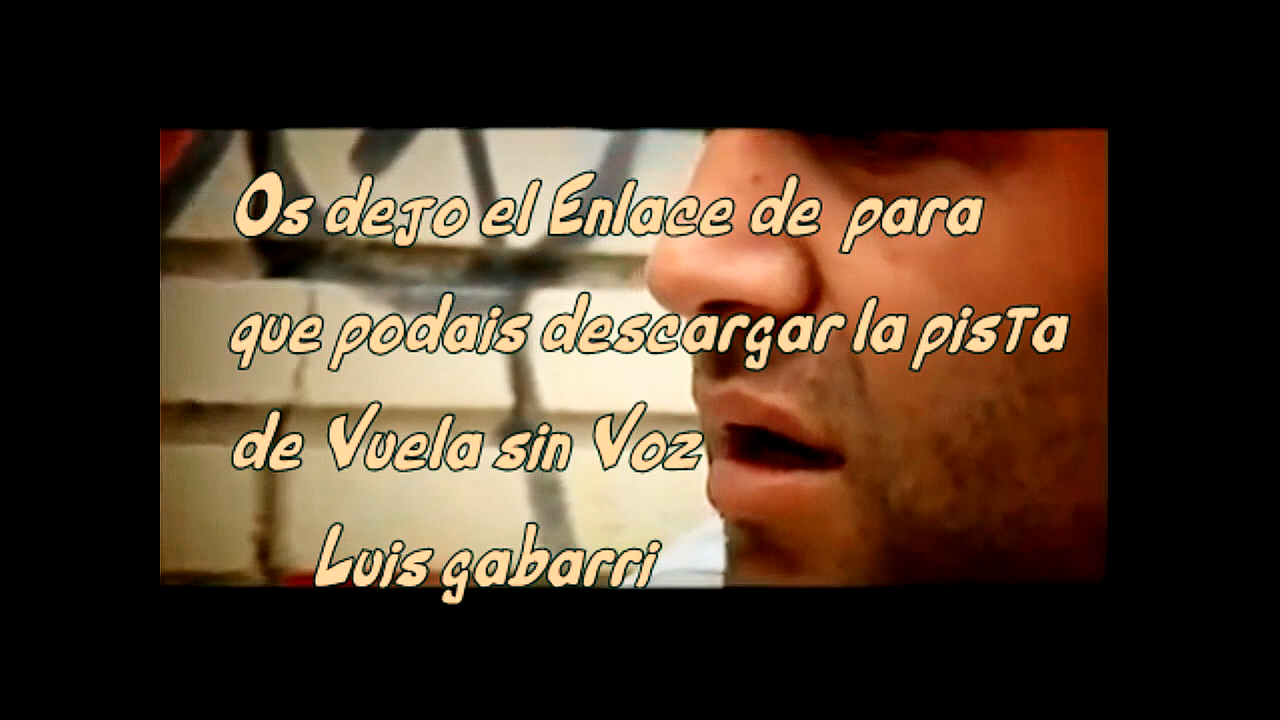 Os dejo el Enlace de para
que podais descargar la pista
de Vuela sin Voz
Luis gabarri